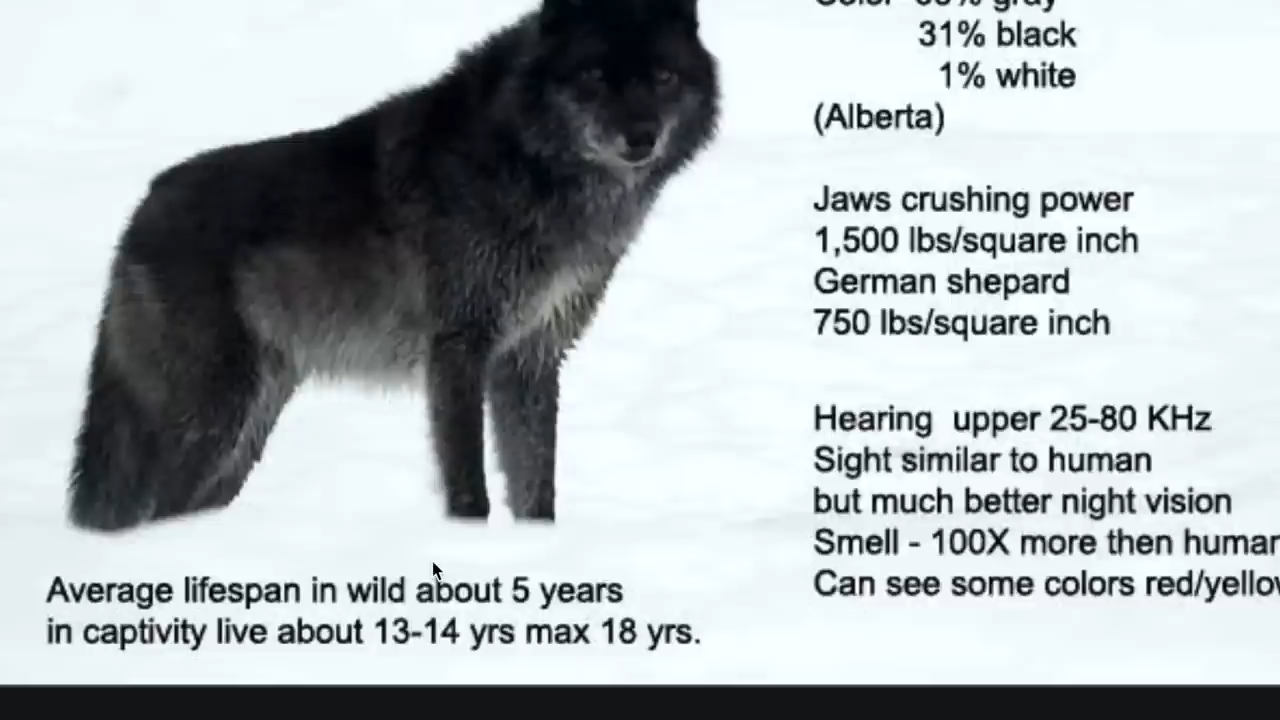 31% black
1% white
(Alberta)
Jaws crushing power
1,500 lbs/square inch
German shepard
750 lbs/square inch
Hearing upper 25-80 KHz
Sight similar to human
but much better night vision
Smell - 100X more then human
Can see some colors red/yellow
Average lifespan in wild about 5 years
in captivity live about 13-14 yrs max 18 yrs.